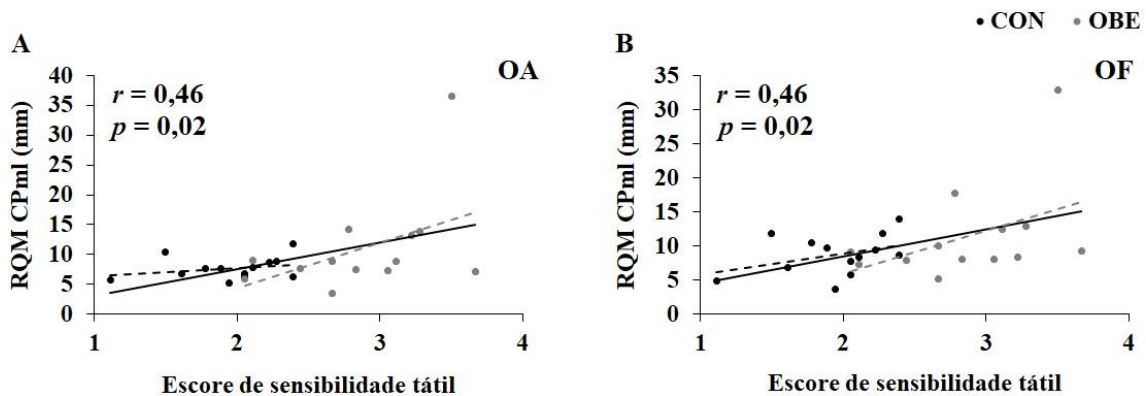 CON OBE
A
OA
r = 0,46
p = 0,02
RQM CPml (mm)
40
35
30
25
20
15
10
5
0
1 2 3 4
Escore de sensibilidade tátil
B
OF
r = 0,46
p = 0,02
RQM CPml (mm)
35
30
25
20
15
10
5
0
1 2 3 4
Escore de sensibilidade tátil